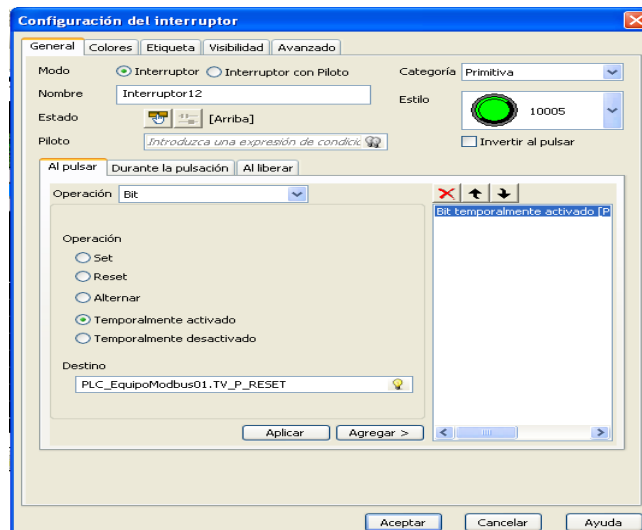 Configuración del interruptor
General Colores Etiqueta Visibilidad Avanzado
Modo Interruptor Interruptor con Piloto Categoría Primitiva
Nombre Interruptor12
Estilo 10005
Estado [Arriba]
Piloto Introduzca una expresión de condici Invertir al pulsar
Al pulsar Durante la pulsación Al liberar
Operación Bit
Bit temporalmente activado [P
Operación
Set
Reset
Alternar
Temporalmente activado
Temporalmente desactivado
Destino
PLC_EquipoModbus01.TV_P_RESET
Aplicar Agregar >
Aceptar Cancelar Ayuda